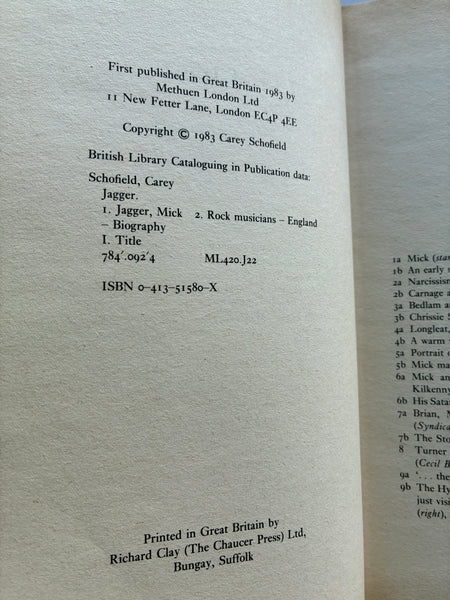 First published in Great Britain 1983 by
Methuen London Ltd
11 New Fetter Lane, London EC4P 4EE
Copyright © 1983 Carey Schofield
British Library Cataloguing in Publication data:
Schofield, Carey
Jagger.
1. Jagger, Mick 2. Rock musicians – England
– Biography
I. Title
784'.092'4 ML420.J22
ISBN 0–413–51580–X
Printed in Great Britain by
Richard Clay (The Chaucer Press) Ltd,
Bungay, Suffolk
1a Mick (
1b An early
2a Narcissism
2b Carnage
3a Bedlam
3b Chrissie
4a Longleat,
4b A warm
5a Portrait
5b Mick
6a Mick
Kilkenny
6b His
7a Brian,
(
7b The
8 Turner
(Cecil
9a '. . . the
9b The
just
(right),